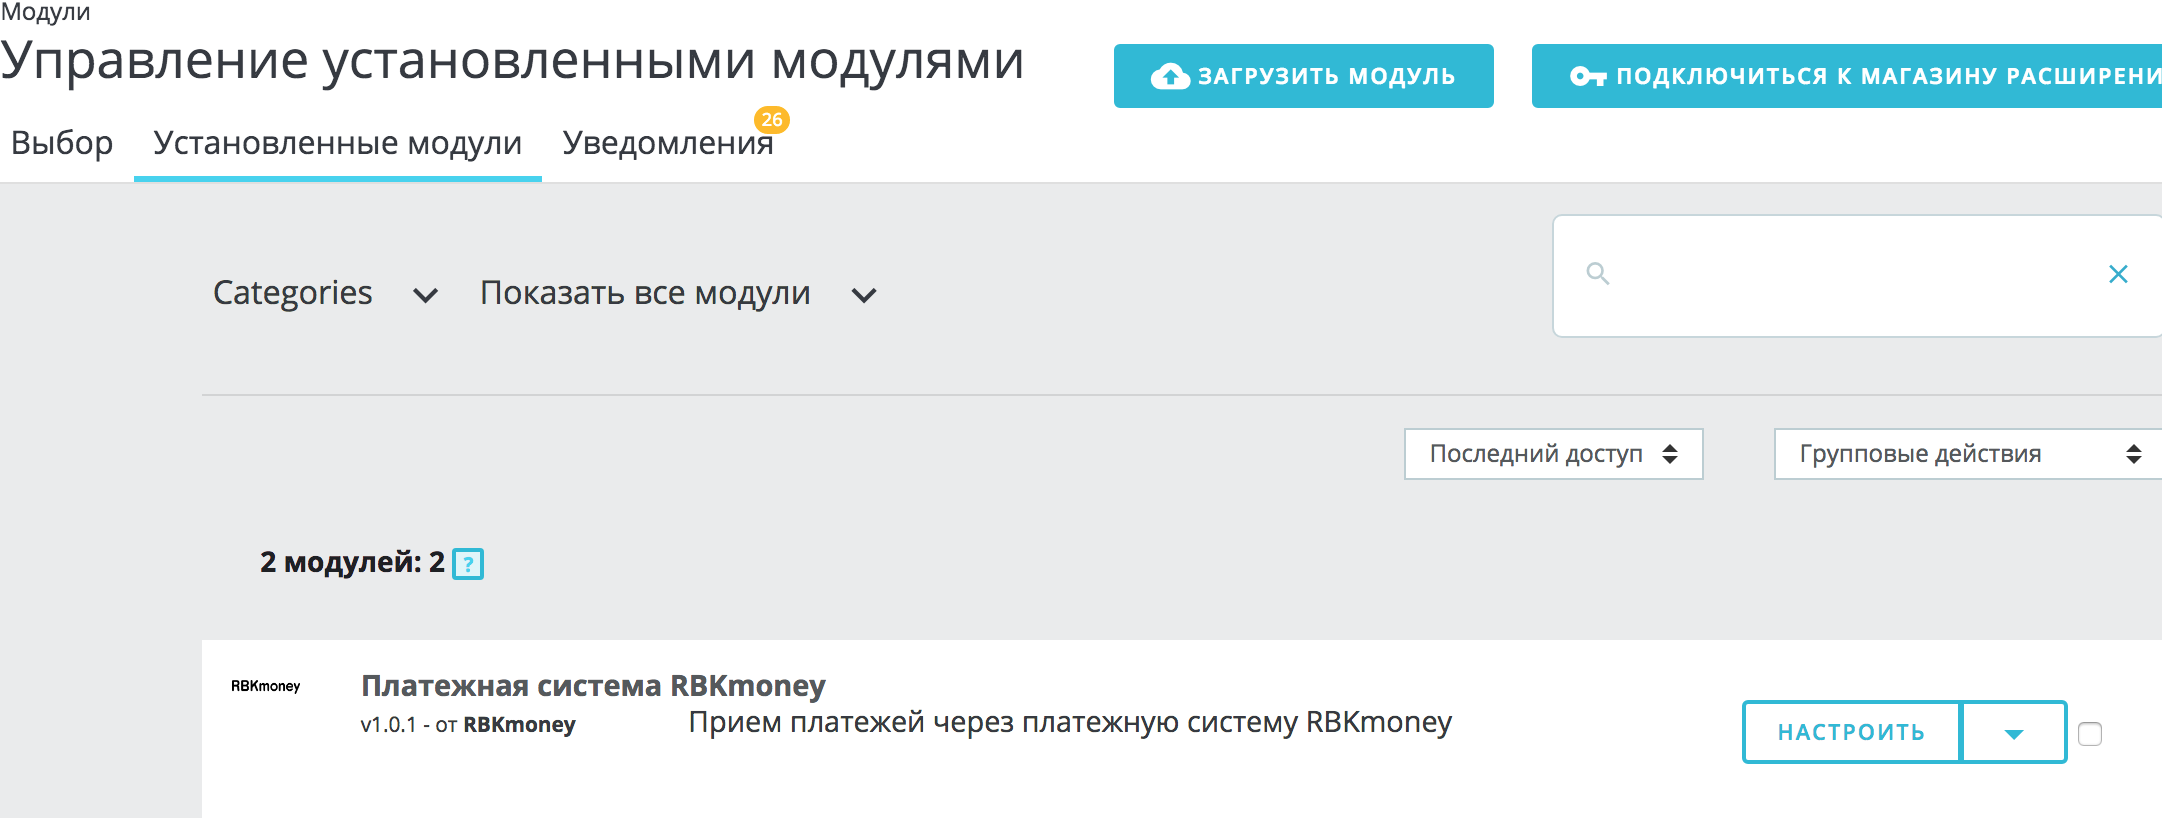 Модули
Управление установленными модулями
ЗАГРУЗИТЬ МОДУЛЬ
ПОДКЛЮЧИТЬСЯ К МАГАЗИНУ РАСШИРЕНИ
Выбор Установленные модули Уведомления 26
Categories Показать все модули
Последний доступ Групповые действия
2 модулей: 2 ?
RBKmoney
Платежная система RBKmoney
v1.0.1 - от RBKmoney
Прием платежей через платежную систему RBKmoney
НАСТРОИТЬ